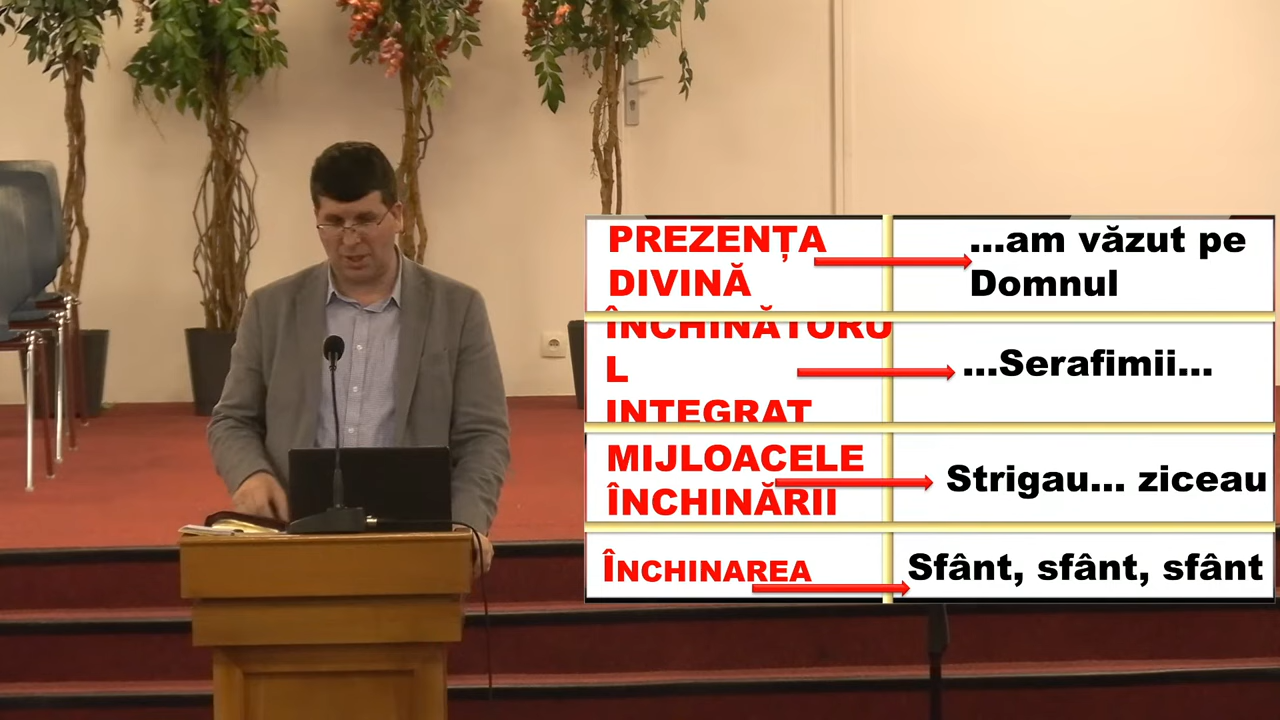 PREZENȚA
DIVINĂ
...am văzut pe
Domnul
ÎNCHINĂTORU
L
INTEGRAT
...Serafimii...
MIJLOACELE
ÎNCHINĂRII
Strigau... ziceau
ÎNCHINAREA
Sfânt, sfânt, sfânt